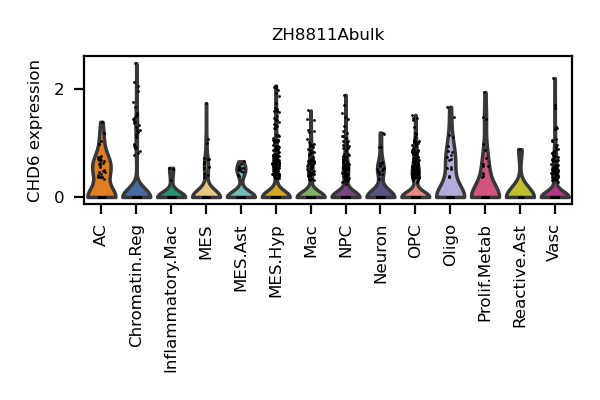 ZH8811Abulk
CHD6 expression
2
0
AC
Chromatin.Reg
Inflammatory.Mac
MES
MES.Ast
MES.Hyp
Mac
NPC
Neuron
OPC
Oligo
Prolif.Metab
Reactive.Ast
Vasc